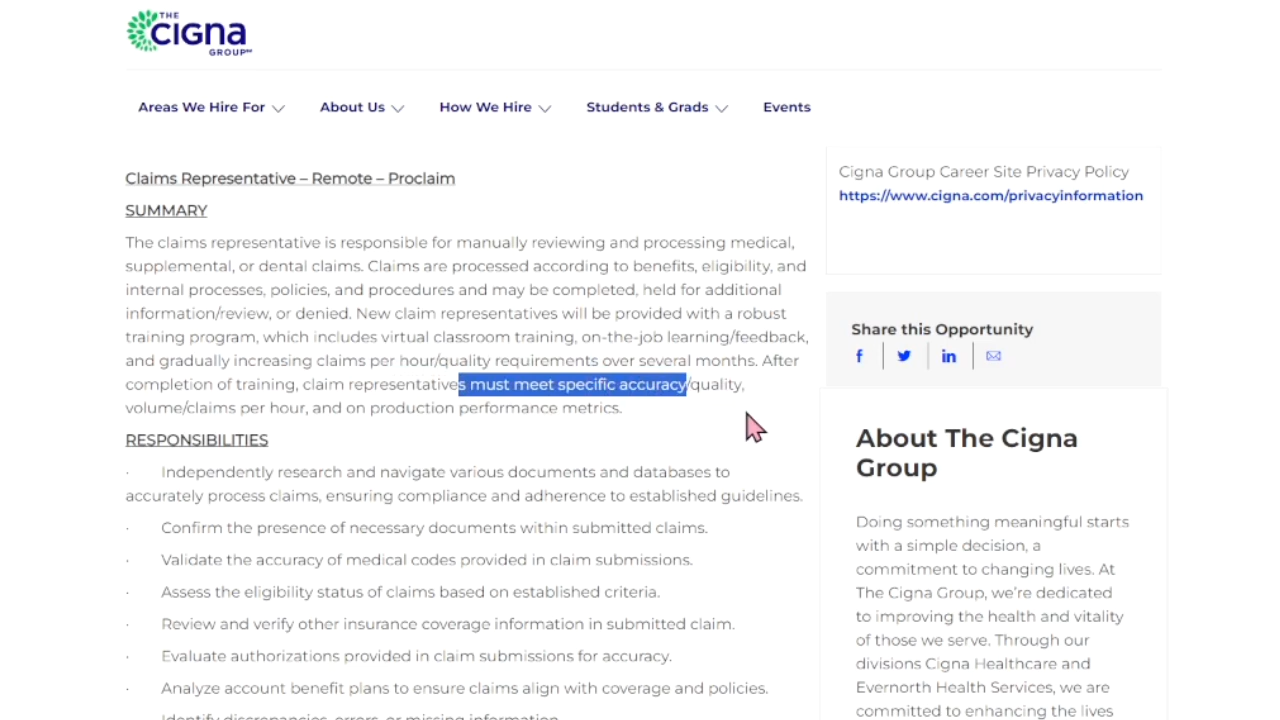 THE
Cigna
GROUP
Areas We Hire For
About Us
How We Hire
Students & Grads
Events
Claims Representative – Remote – Proclaim
SUMMARY
The claims representative is responsible for manually reviewing and processing medical,
supplemental, or dental claims. Claims are processed according to benefits, eligibility, and
internal processes, policies, and procedures and may be completed, held for additional
information/review, or denied. New claim representatives will be provided with a robust
training program, which includes virtual classroom training, on-the-job learning/feedback,
and gradually increasing claims per hour/quality requirements over several months. After
completion of training, claim representatives must meet specific accuracy/quality,
volume/claims per hour, and on production performance metrics.
RESPONSIBILITIES
· Independently research and navigate various documents and databases to
accurately process claims, ensuring compliance and adherence to established guidelines.
· Confirm the presence of necessary documents within submitted claims.
· Validate the accuracy of medical codes provided in claim submissions.
· Assess the eligibility status of claims based on established criteria.
· Review and verify other insurance coverage information in submitted claim.
· Evaluate authorizations provided in claim submissions for accuracy.
· Analyze account benefit plans to ensure claims align with coverage and policies.
Identify discrepancies, errors, or missing information
Cigna Group Career Site Privacy Policy
https://www.cigna.com/privacyinformation
Share this Opportunity
About The Cigna
Group
Doing something meaningful starts
with a simple decision, a
commitment to changing lives. At
The Cigna Group, we're dedicated
to improving the health and vitality
of those we serve. Through our
divisions Cigna Healthcare and
Evernorth Health Services, we are
committed to enhancing the lives